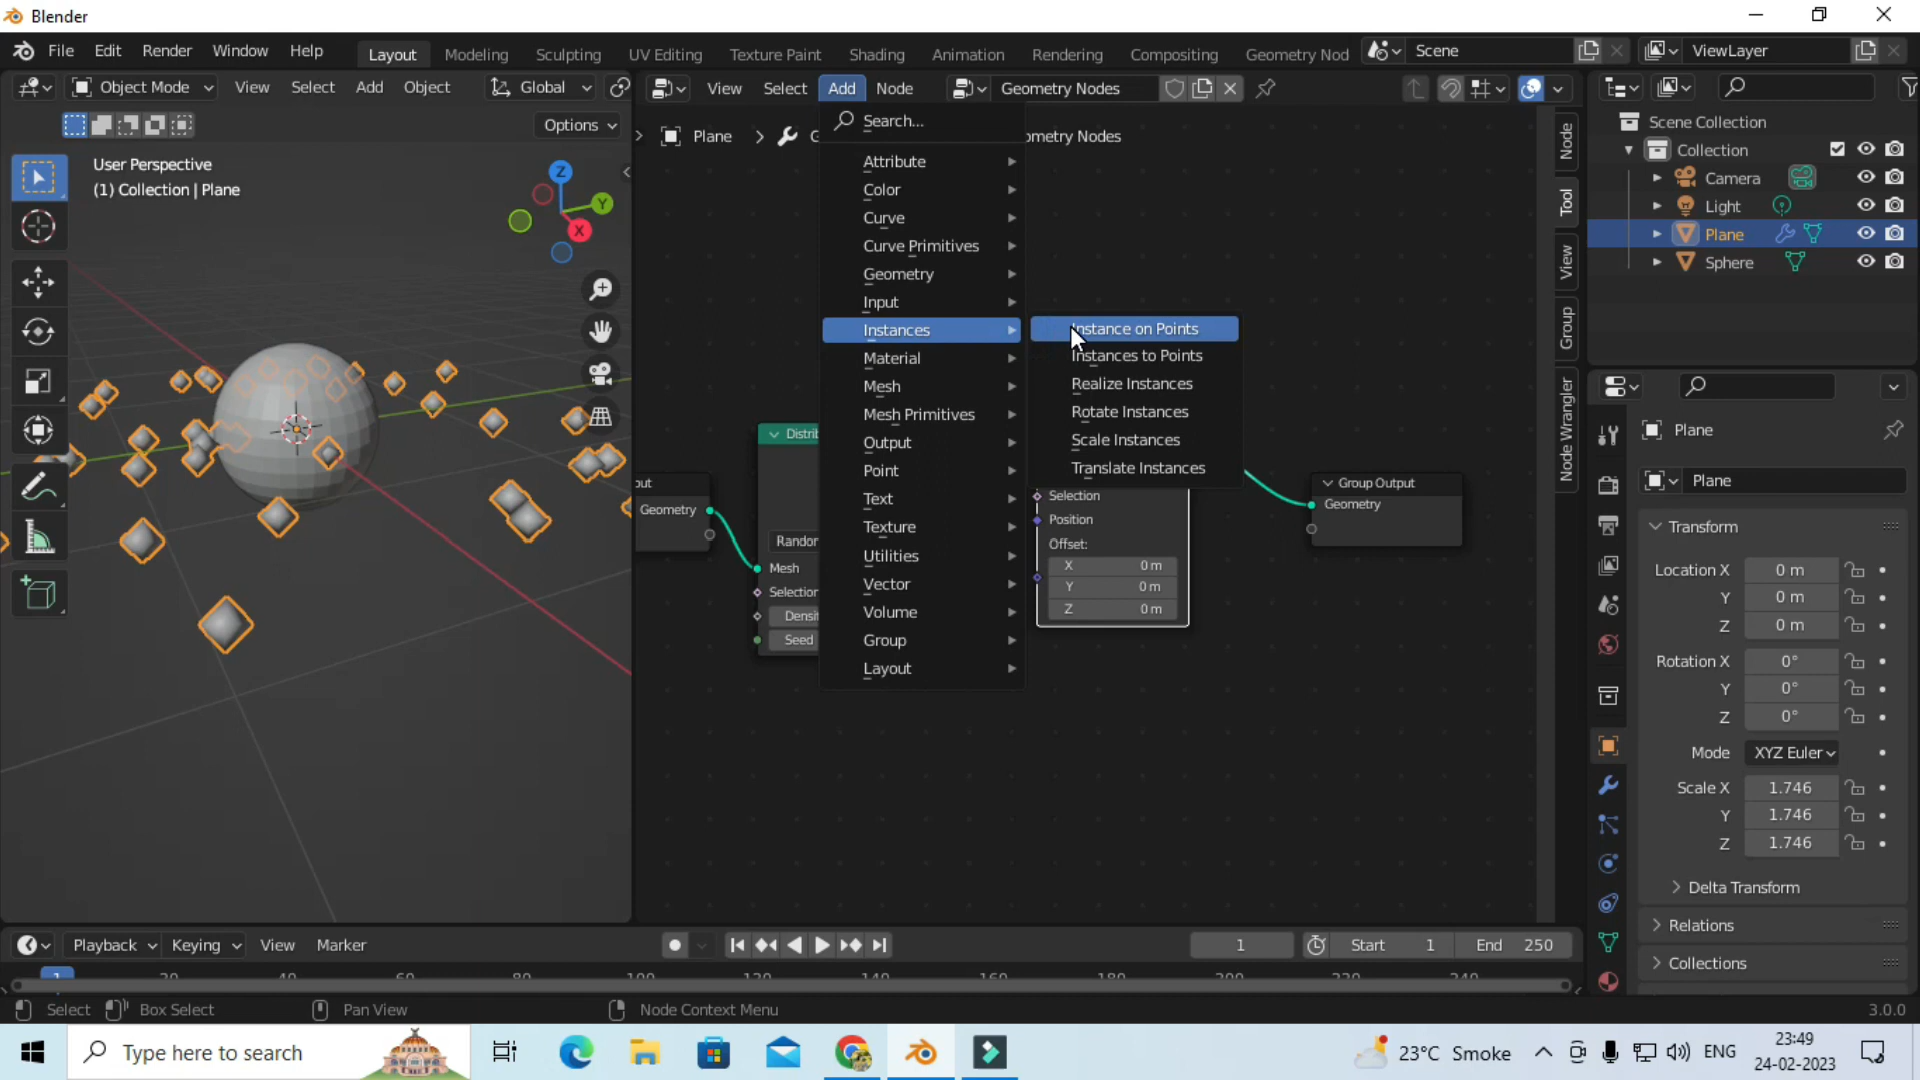 Blender
File Edit Render Window Help Layout Modeling Sculpting UV Editing Texture Paint Shading Animation Rendering Compositing Geometry Nod Scene ViewLayer
Object Mode View Select Add Object Global View Select Add Node Geometry Nodes
Options
User Perspective
(1) Collection | Plane
Z
Y
X
Plane
G
ometry Nodes
Search...
Attribute
Color
Curve
Curve Primitives
Geometry
Input
Instances
Material
Mesh
Mesh Primitives
Output
Point
Text
Texture
Utilities
Vector
Volume
Group
Layout
Instance on Points
Instances to Points
Realize Instances
Rotate Instances
Scale Instances
Translate Instances
out
Geometry
Distrib
Randor
Mesh
Selection
Densit
Seed
Selection
Position
Offset:
X 0 m
Y 0 m
Z 0 m
Group Output
Geometry
Node
Tool
View
Group
Node Wrangler
Scene Collection
Collection
Camera
Light
Plane
Sphere
Plane
Plane
Transform
Location X 0 m
Y 0 m
Z 0 m
Rotation X 0°
Y 0°
Z 0°
Mode XYZ Euler
Scale X 1.746
Y 1.746
Z 1.746
Delta Transform
Relations
Collections
Playback Keying View Marker 1 Start 1 End 250
1 20 40 60 80 100 120 140 160 180 200 220 240
Select Box Select Pan View Node Context Menu 3.0.0
Type here to search
23°C Smoke ENG
23:49
24-02-2023